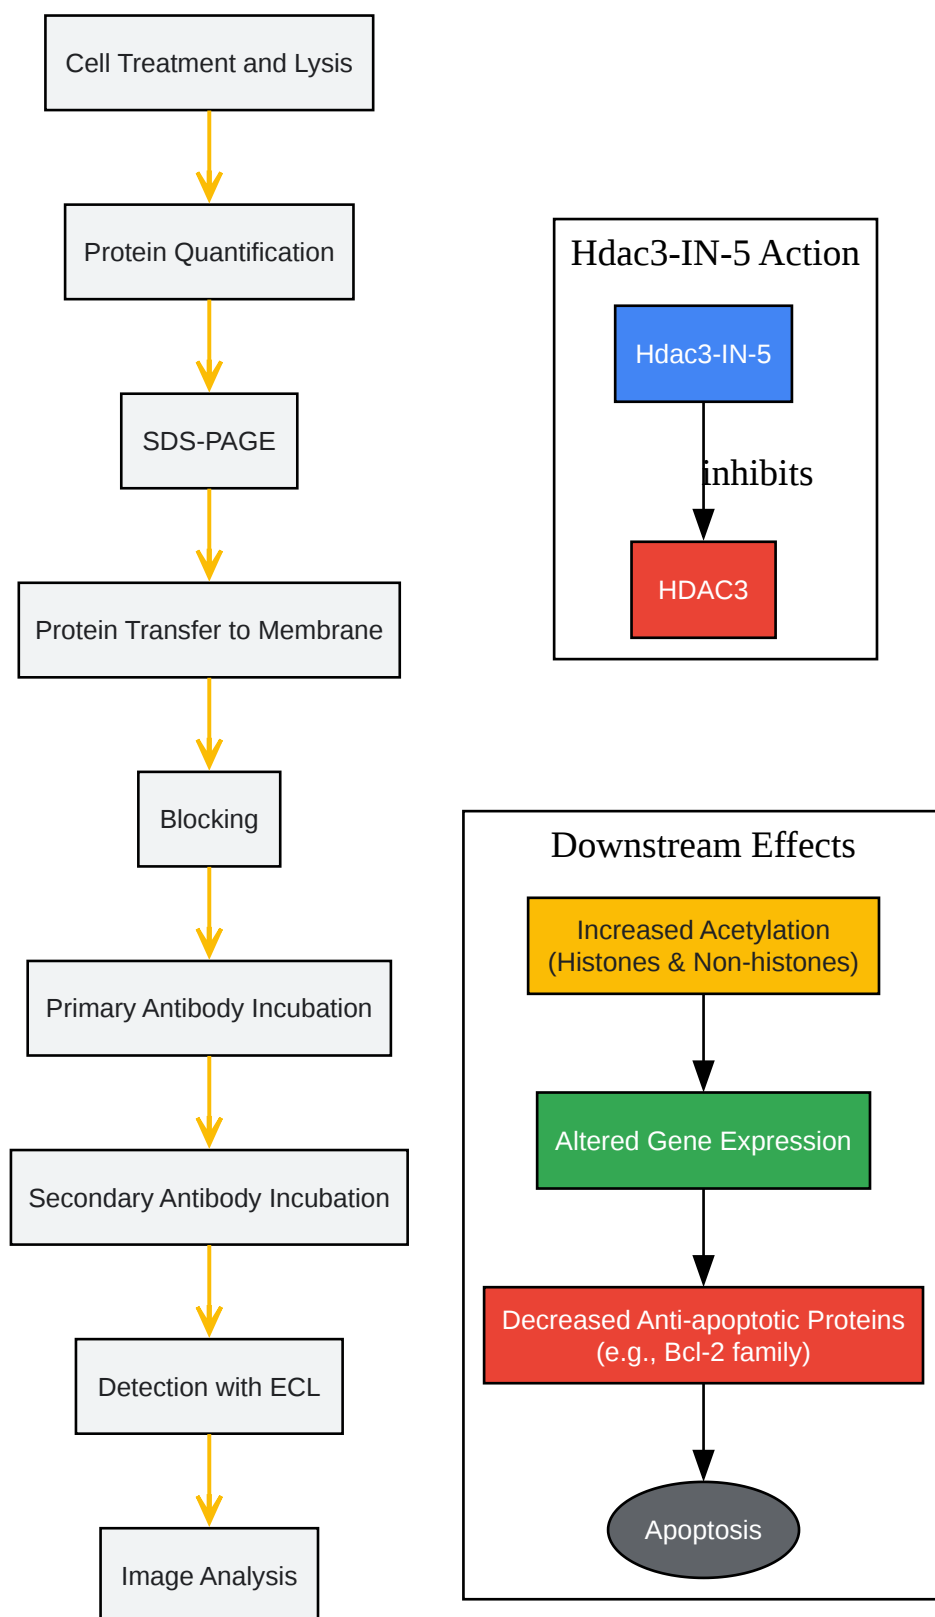 Cell Treatment and Lysis
Protein Quantification
SDS-PAGE
Protein Transfer to Membrane
Blocking
Primary Antibody Incubation
Secondary Antibody Incubation
Detection with ECL
Image Analysis
Hdac3-IN-5 Action
Hdac3-IN-5
inhibits
HDAC3
Downstream Effects
Increased Acetylation
(Histones & Non-histones)
Altered Gene Expression
Decreased Anti-apoptotic Proteins
(e.g., Bcl-2 family)
Apoptosis